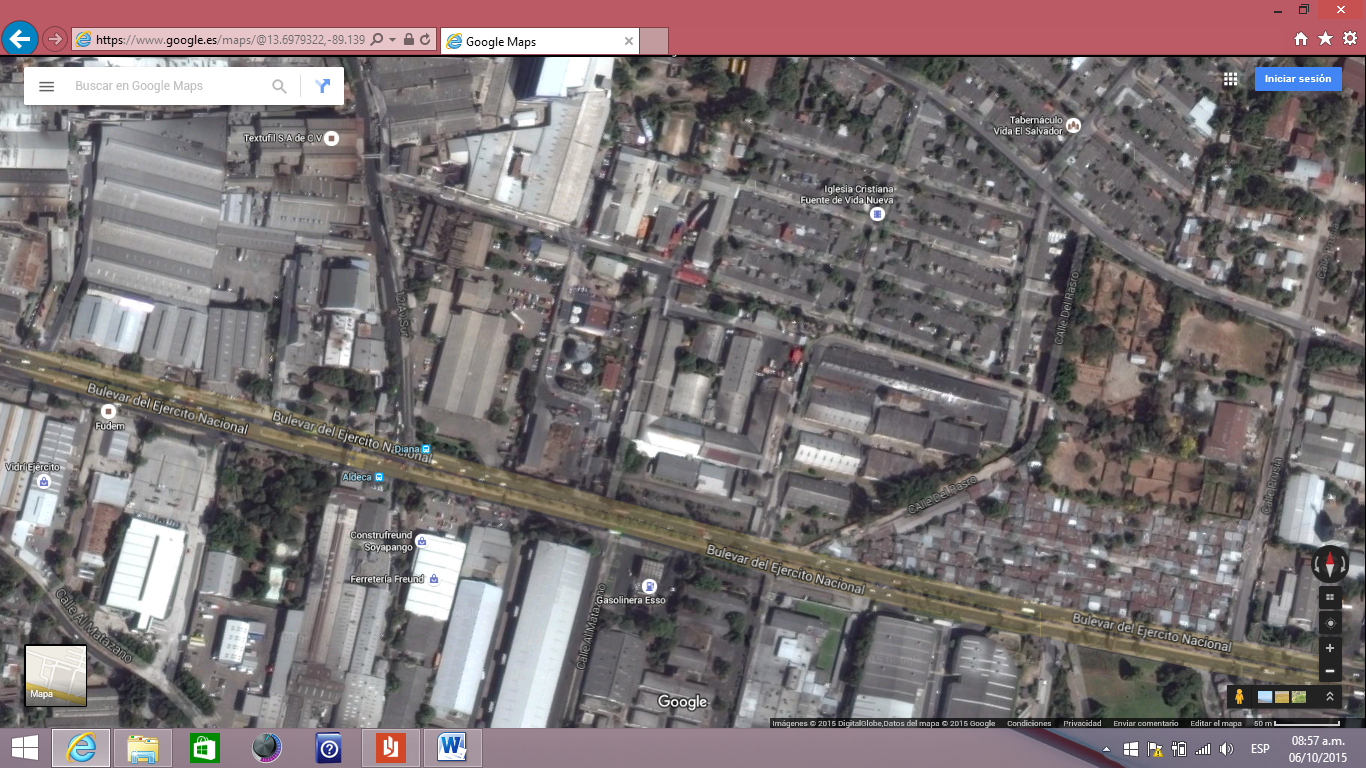 https://www.google.es/maps/@13.6979322,-89.139
Google Maps
Buscar en Google Maps
Iniciar sesión
Textufil S.A de C.V
Tabernáculo
Vida El Salvador
Iglesia Cristiana
Fuente de Vida Nueva
CAlle Del Rasro
Bulevar del Ejercito Nacional
Bulevar del Ejercito Nacional
Fudem
Diana
Aldeca
Vidri Ejercito
CAlle Del Rasro
Construfreund
Soyapango
Ferretería Freund
Bulevar del Ejercito Nacional
Gasolinera Esso
Calle Al Matazano
Calle Al Matazano
Bulevar del Ejercito Nacional
Mapa
Google
Imágenes © 2015 DigitalGlobe,Datos del mapa © 2015 Google
Condiciones
Privacidad
Enviar comentario
Editar el mapa
50 m
ESP
08:57 a.m.
06/10/2015